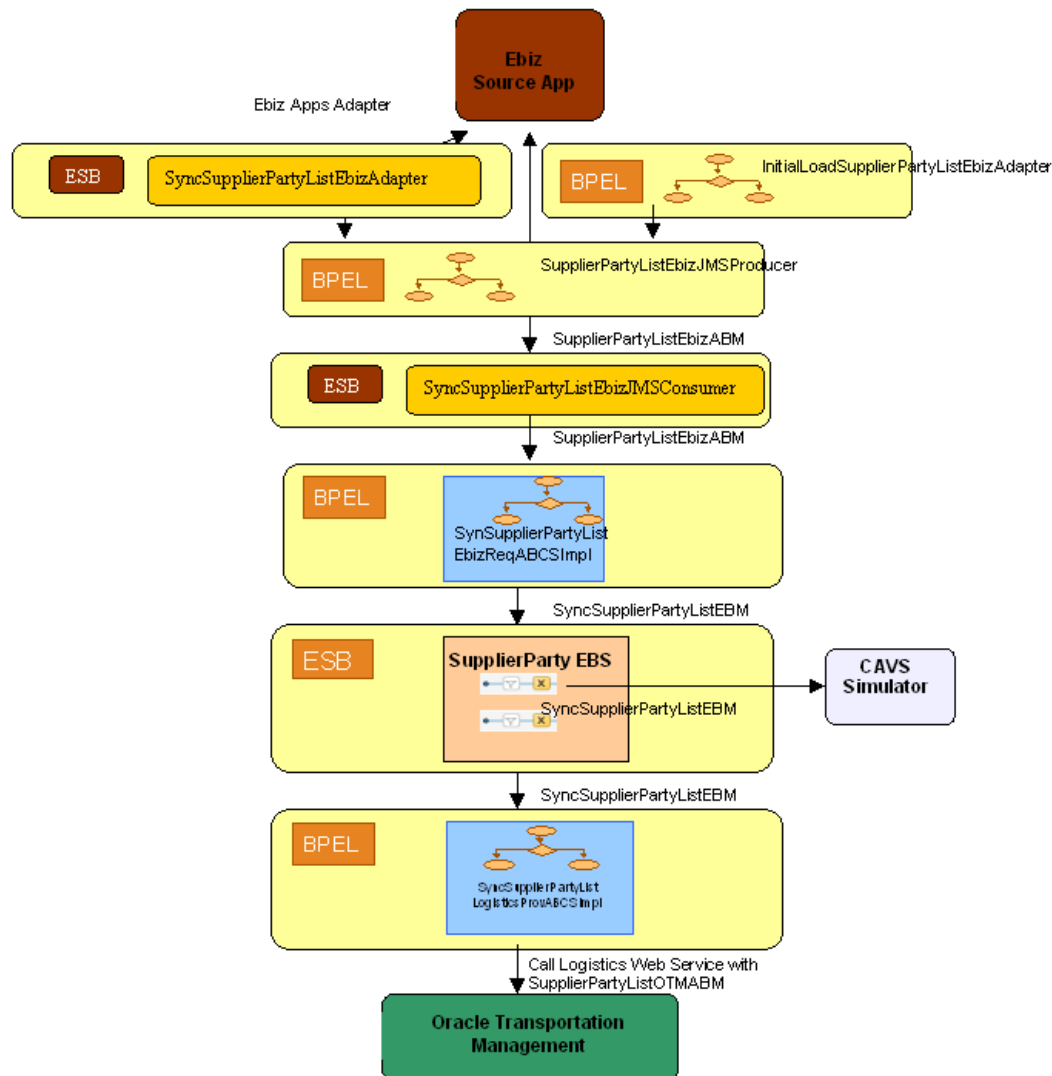 Ebiz
Source App
Ebiz Apps Adapter
ESB
SyncSupplierPartyListEbizAdapter
BPEL
InitialLoadSupplierPartyListEbizAdapter
BPEL
SupplierPartyListEbizJMSProducer
SupplierPartyListEbizABM
ESB
SyncSupplierPartyListEbizJMSConsumer
SupplierPartyListEbizABM
BPEL
SynSupplierPartyList
EbizReqABCSImpl
SyncSupplierPartyListEBM
ESB
SupplierParty EBS
SyncSupplierPartyListEBM
CAVS
Simulator
SyncSupplierPartyListEBM
BPEL
SyncSupplierPartyList
LogisticsProvABCSImpl
Call Logistics Web Service with
SupplierPartyListOTMABM
Oracle Transportation
Management